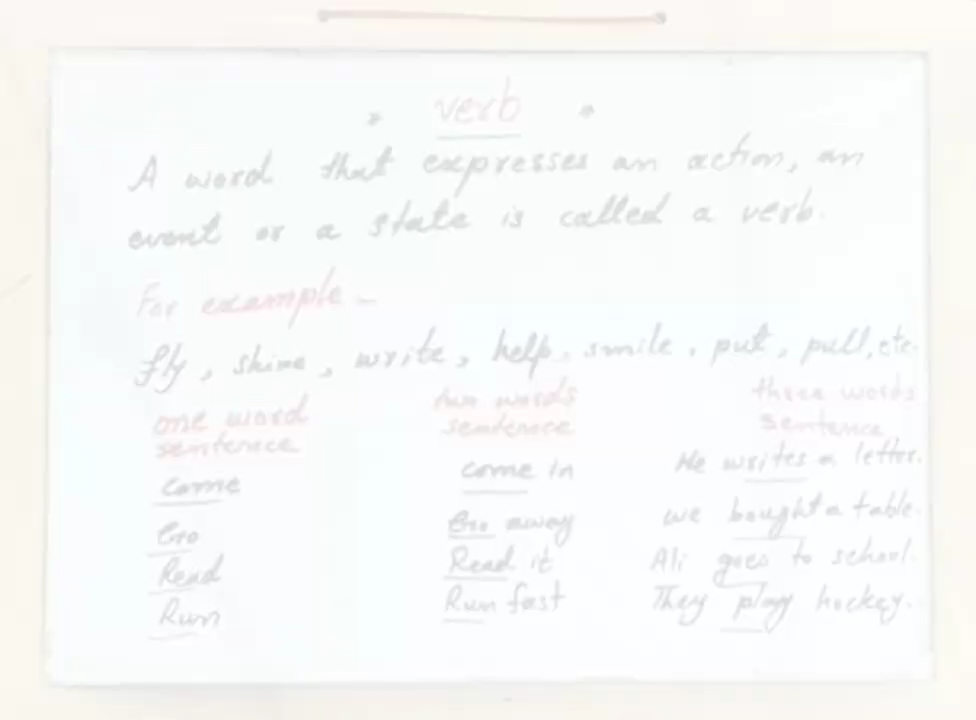 verb
A word that expresses an action, an
event or a state is called a verb.
For example -
fly, shine, write, help, smile, put, pull, etc.
one word sentence
two words sentence
three words sentence
come
come in
He writes a letter.
Go
Go away
we bought a table.
Read
Read it
Ali goes to school.
Run
Run fast
They play hockey.